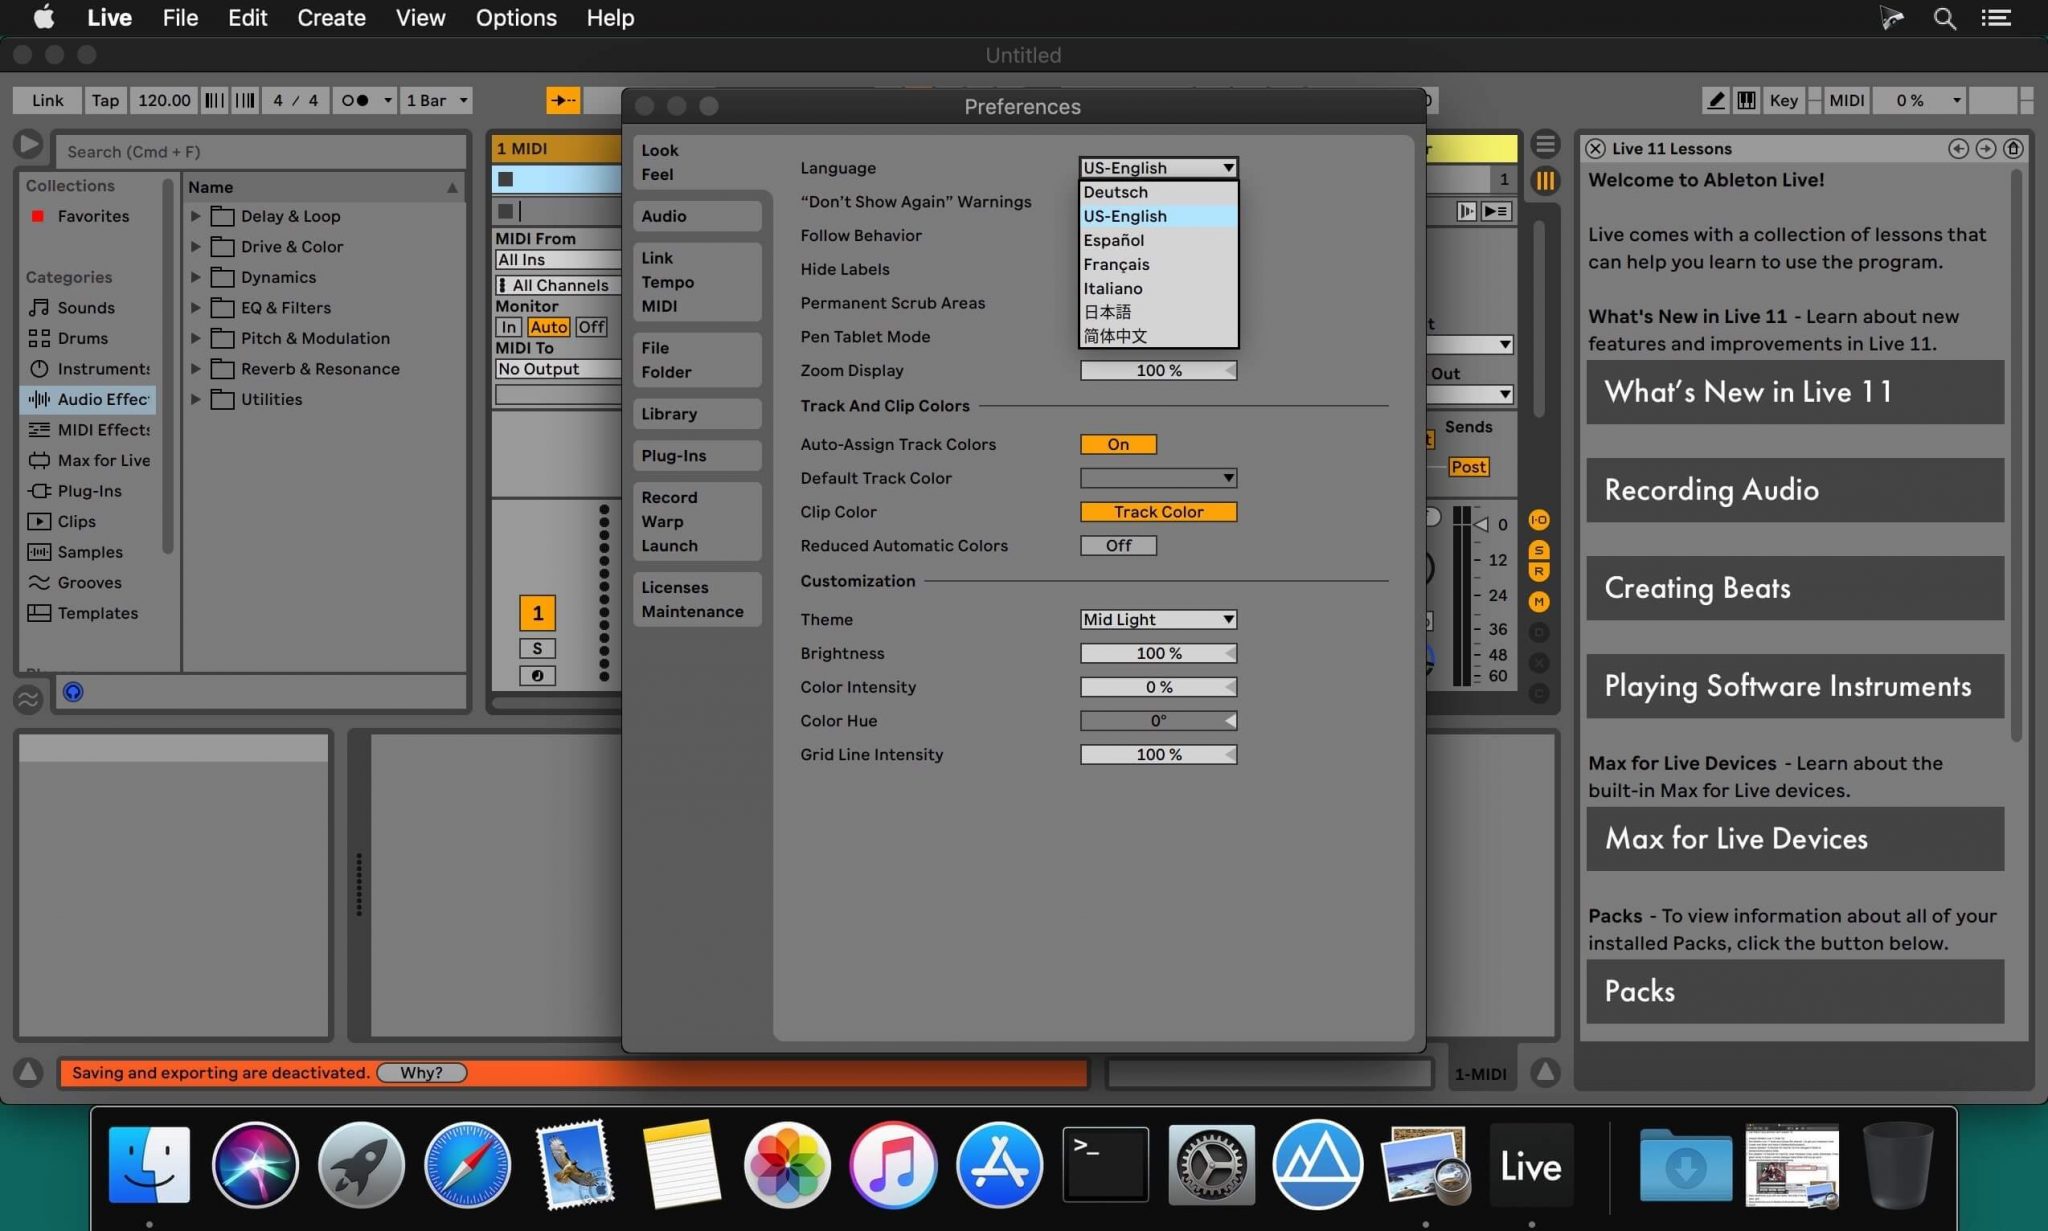 Live File Edit Create View Options Help
Untitled
Link Tap 120.00 4 / 4 1 Bar
Key MIDI 0 %
Search (Cmd + F)
Collections
Favorites
Categories
Sounds
Drums
Instruments
Audio Effec
MIDI Effects
Max for Live
Plug-Ins
Clips
Samples
Grooves
Templates
Name
Delay & Loop
Drive & Color
Dynamics
EQ & Filters
Pitch & Modulation
Reverb & Resonance
Utilities
1 MIDI
MIDI From
All Ins
All Channels
Monitor
In Auto Off
MIDI To
No Output
1
S
Preferences
Look
Feel
Audio
Link
Tempo
MIDI
File
Folder
Library
Plug-Ins
Record
Warp
Launch
Licenses
Maintenance
Language US-English
Deutsch
US-English
Español
Français
Italiano
日本語
简体中文
“Don’t Show Again” Warnings
Follow Behavior
Hide Labels
Permanent Scrub Areas
Pen Tablet Mode
Zoom Display 100 %
Track And Clip Colors
Auto-Assign Track Colors On
Default Track Color
Clip Color Track Color
Reduced Automatic Colors Off
Customization
Theme Mid Light
Brightness 100 %
Color Intensity 0 %
Color Hue 0°
Grid Line Intensity 100 %
1
Out
Sends
Post
0
12
24
36
48
60
I·O
S
R
M
Live 11 Lessons
Welcome to Ableton Live!
Live comes with a collection of lessons that
can help you learn to use the program.
What's New in Live 11 - Learn about new
features and improvements in Live 11.
What’s New in Live 11
Recording Audio
Creating Beats
Playing Software Instruments
Max for Live Devices - Learn about the
built-in Max for Live devices.
Max for Live Devices
Packs - To view information about all of your
installed Packs, click the button below.
Packs
Saving and exporting are deactivated. Why?
1-MIDI
>_
Live